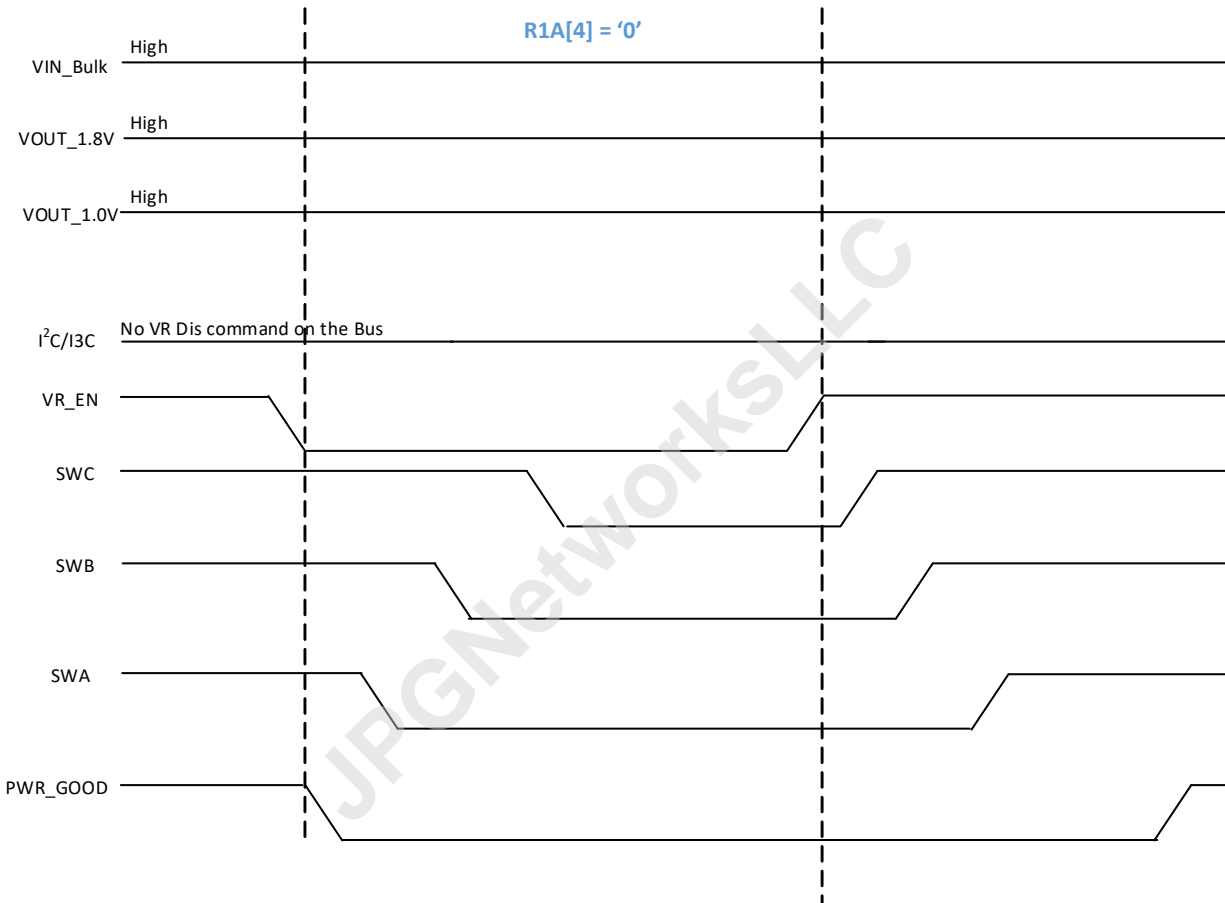 R1A[4] = ‘0’
High
VIN_Bulk
High
VOUT_1.8V
High
VOUT_1.0V
No VR Dis command on the Bus
I²C/I3C
VR_EN
SWC
SWB
SWA
PWR_GOOD
JPGNetworksLLC